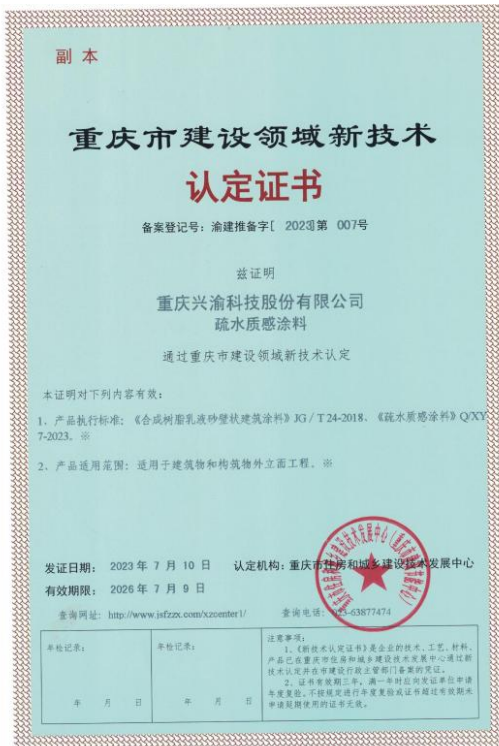 副本
重庆市建设领域新技术
认定证书
备案登记号：渝建推备字[ 2023]第 007号
兹证明
重庆兴渝科技股份有限公司
疏水质感涂料
通过重庆市建设领域新技术认定
本证明对下列内容有效：
1、产品执行标准：《合成树脂乳液砂壁状建筑涂料》JG／T 24-2018、《疏水质感涂料》Q/XY
7-2023。※
2、产品适用范围：适用于建筑物和构筑物外立面工程。※
发证日期： 2023 年 7 月 10 日 认定机构：重庆市住房和城乡建设技术发展中心
有效期限： 2026 年 7 月 9 日
查询网址：http://www.jsfzzx.com/xzcenter1/ 查询电话：023-63877474
年检记录：
年 月 日
年检记录：
年 月 日
注意事项：
1、《新技术认定证书》是企业的技术、工艺、材料、
产品已在重庆市住房和城乡建设技术发展中心通过新
技术认定并在市建设行政主管部门备案的凭证。
2、证书有效期三年，满一年时应向发证单位申请
年度复检。不按规定进行年度复检或证书超过有效期未
申请延期使用的证书无效。